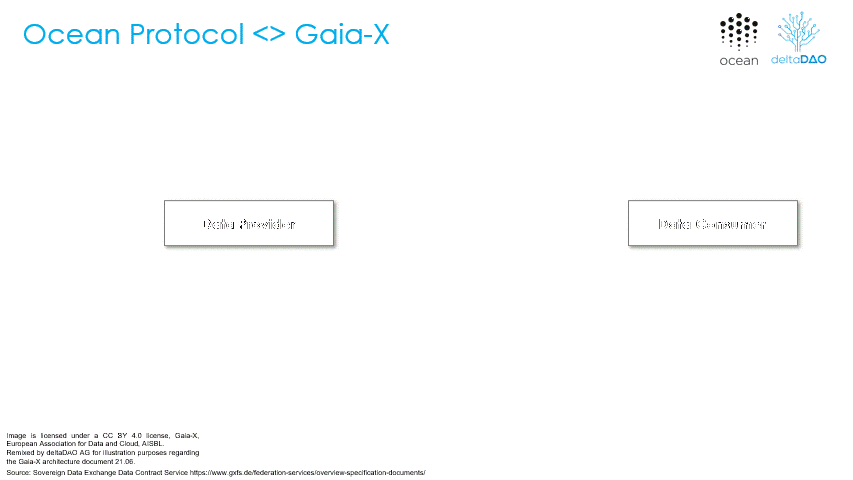 Ocean Protocol <> Gaia-X
ocean
deltaDAO
Data Provider
Data Consumer
Image is licensed under a CC BY 4.0 license, Gaia-X,
European Association for Data and Cloud, AISBL.
Remixed by deltaDAO AG for illustration purposes regarding
the Gaia-X architecture document 21.06.
Source: Sovereign Data Exchange Data Contract Service https://www.gxfs.de/federation-services/overview-specification-documents/